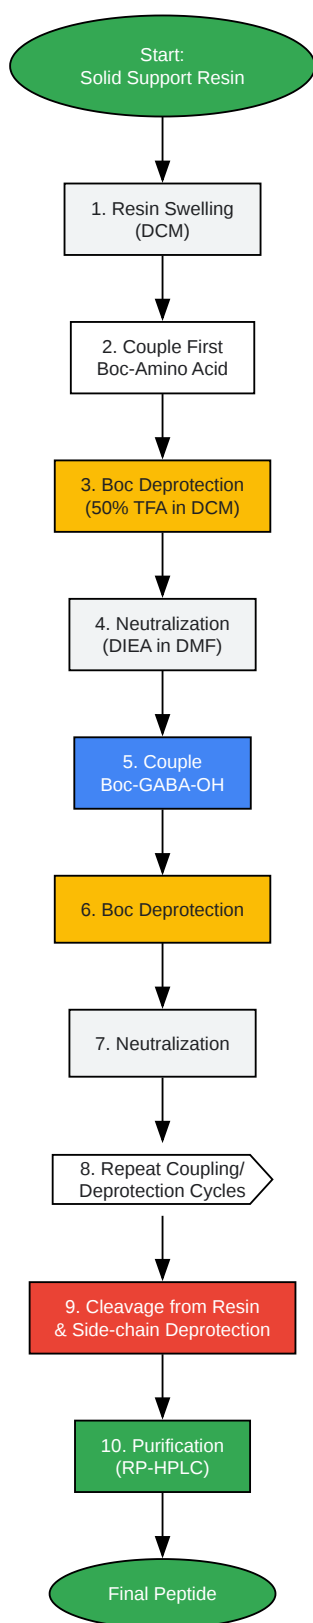 Start:
Solid Support Resin
1. Resin Swelling
(DCM)
2. Couple First
Boc-Amino Acid
3. Boc Deprotection
(50% TFA in DCM)
4. Neutralization
(DIEA in DMF)
5. Couple
Boc-GABA-OH
6. Boc Deprotection
7. Neutralization
8. Repeat Coupling/
Deprotection Cycles
9. Cleavage from Resin
& Side-chain Deprotection
10. Purification
(RP-HPLC)
Final Peptide